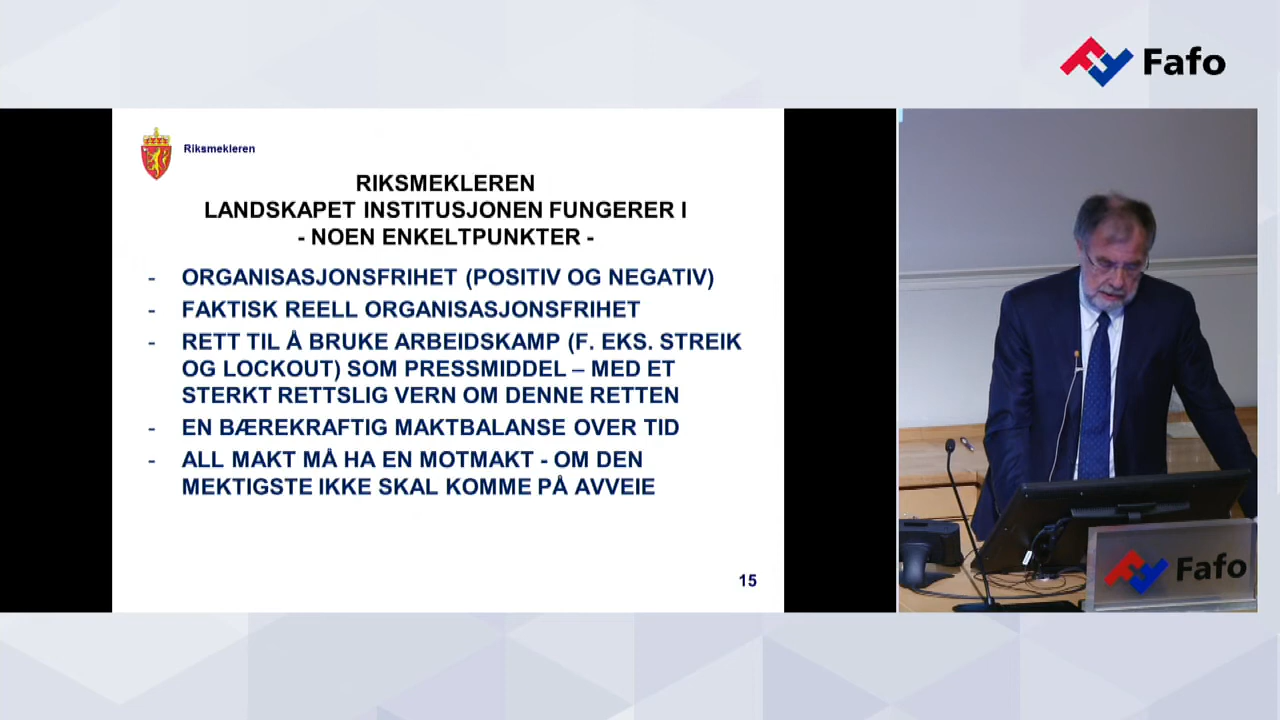 Fafo
Riksmekleren
RIKSMEKLEREN
LANDSKAPET INSTITUSJONEN FUNGERER I
- NOEN ENKELTPUNKTER -
- ORGANISASJONSFRIHET (POSITIV OG NEGATIV)
- FAKTISK REELL ORGANISASJONSFRIHET
- RETT TIL Å BRUKE ARBEIDSKAMP (F. EKS. STREIK
OG LOCKOUT) SOM PRESSMIDDEL – MED ET
STERKT RETTSLIG VERN OM DENNE RETTEN
- EN BÆREKRAFTIG MAKTBALANSE OVER TID
- ALL MAKT MÅ HA EN MOTMAKT - OM DEN
MEKTIGSTE IKKE SKAL KOMME PÅ AVVEIE
15
Fafo